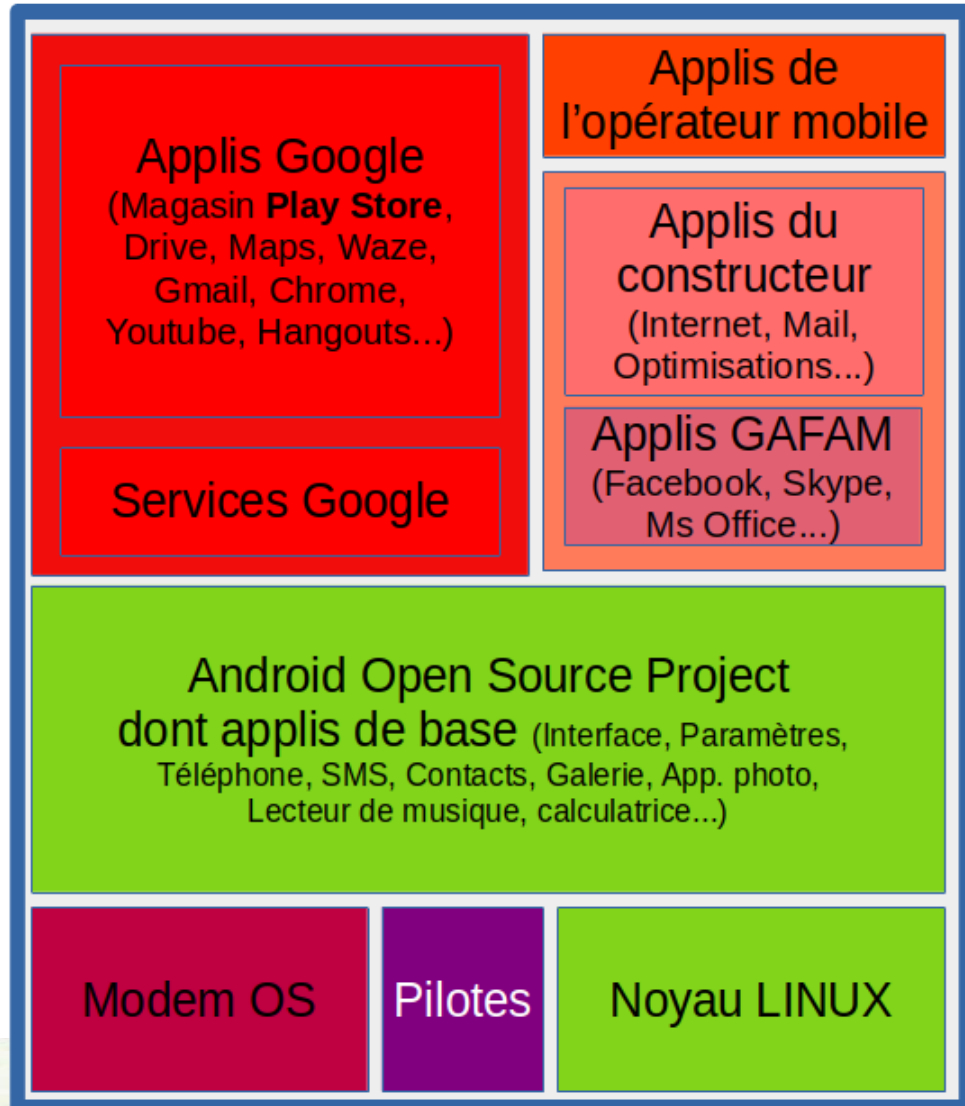 Applis Google
(Magasin Play Store,
Drive, Maps, Waze,
Gmail, Chrome,
Youtube, Hangouts...)
Services Google
Applis de
l’opérateur mobile
Applis du
constructeur
(Internet, Mail,
Optimisations...)
Applis GAFAM
(Facebook, Skype,
Ms Office...)
Android Open Source Project
dont applis de base (Interface, Paramètres,
Téléphone, SMS, Contacts, Galerie, App. photo,
Lecteur de musique, calculatrice...)
Modem OS
Pilotes
Noyau LINUX